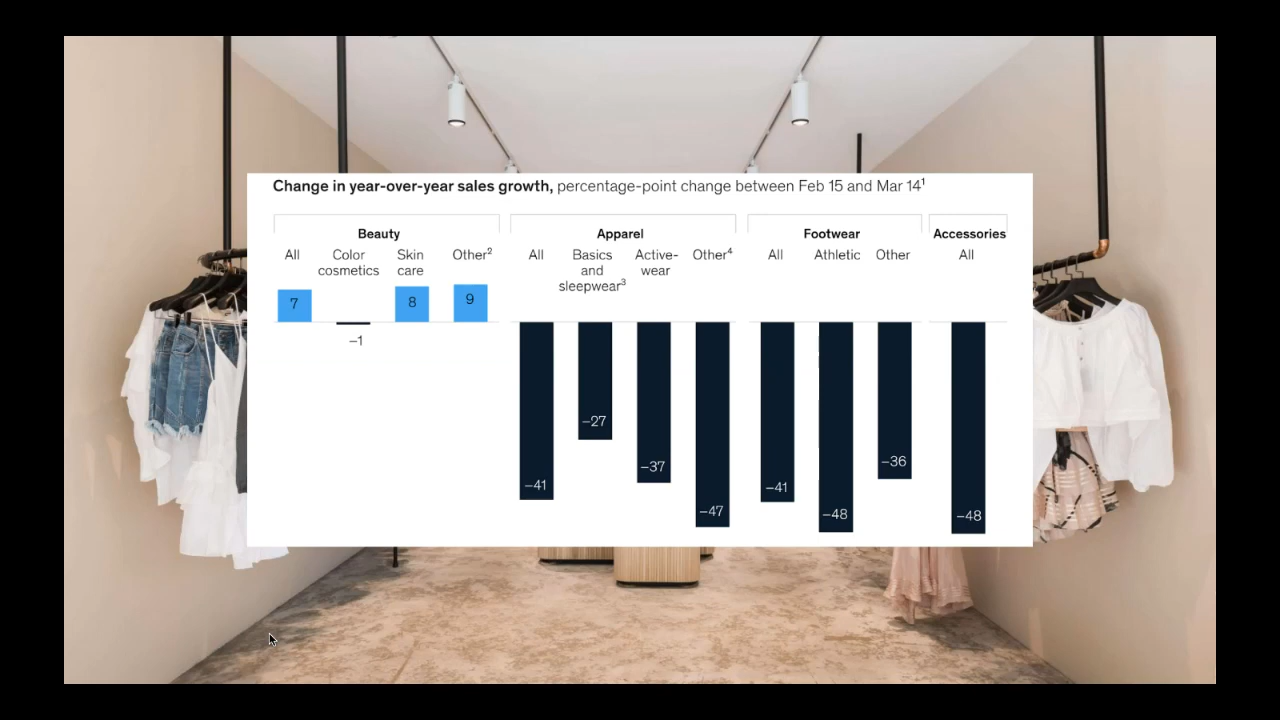 Change in year-over-year sales growth, percentage-point change between Feb 15 and Mar 14¹
Beauty
All
Color
cosmetics
Skin
care
Other²
7
–1
8
9
Apparel
All
Basics
and
sleepwear³
Active-
wear
Other⁴
–41
–27
–37
–47
Footwear
All
Athletic
Other
–41
–48
–36
Accessories
All
–48